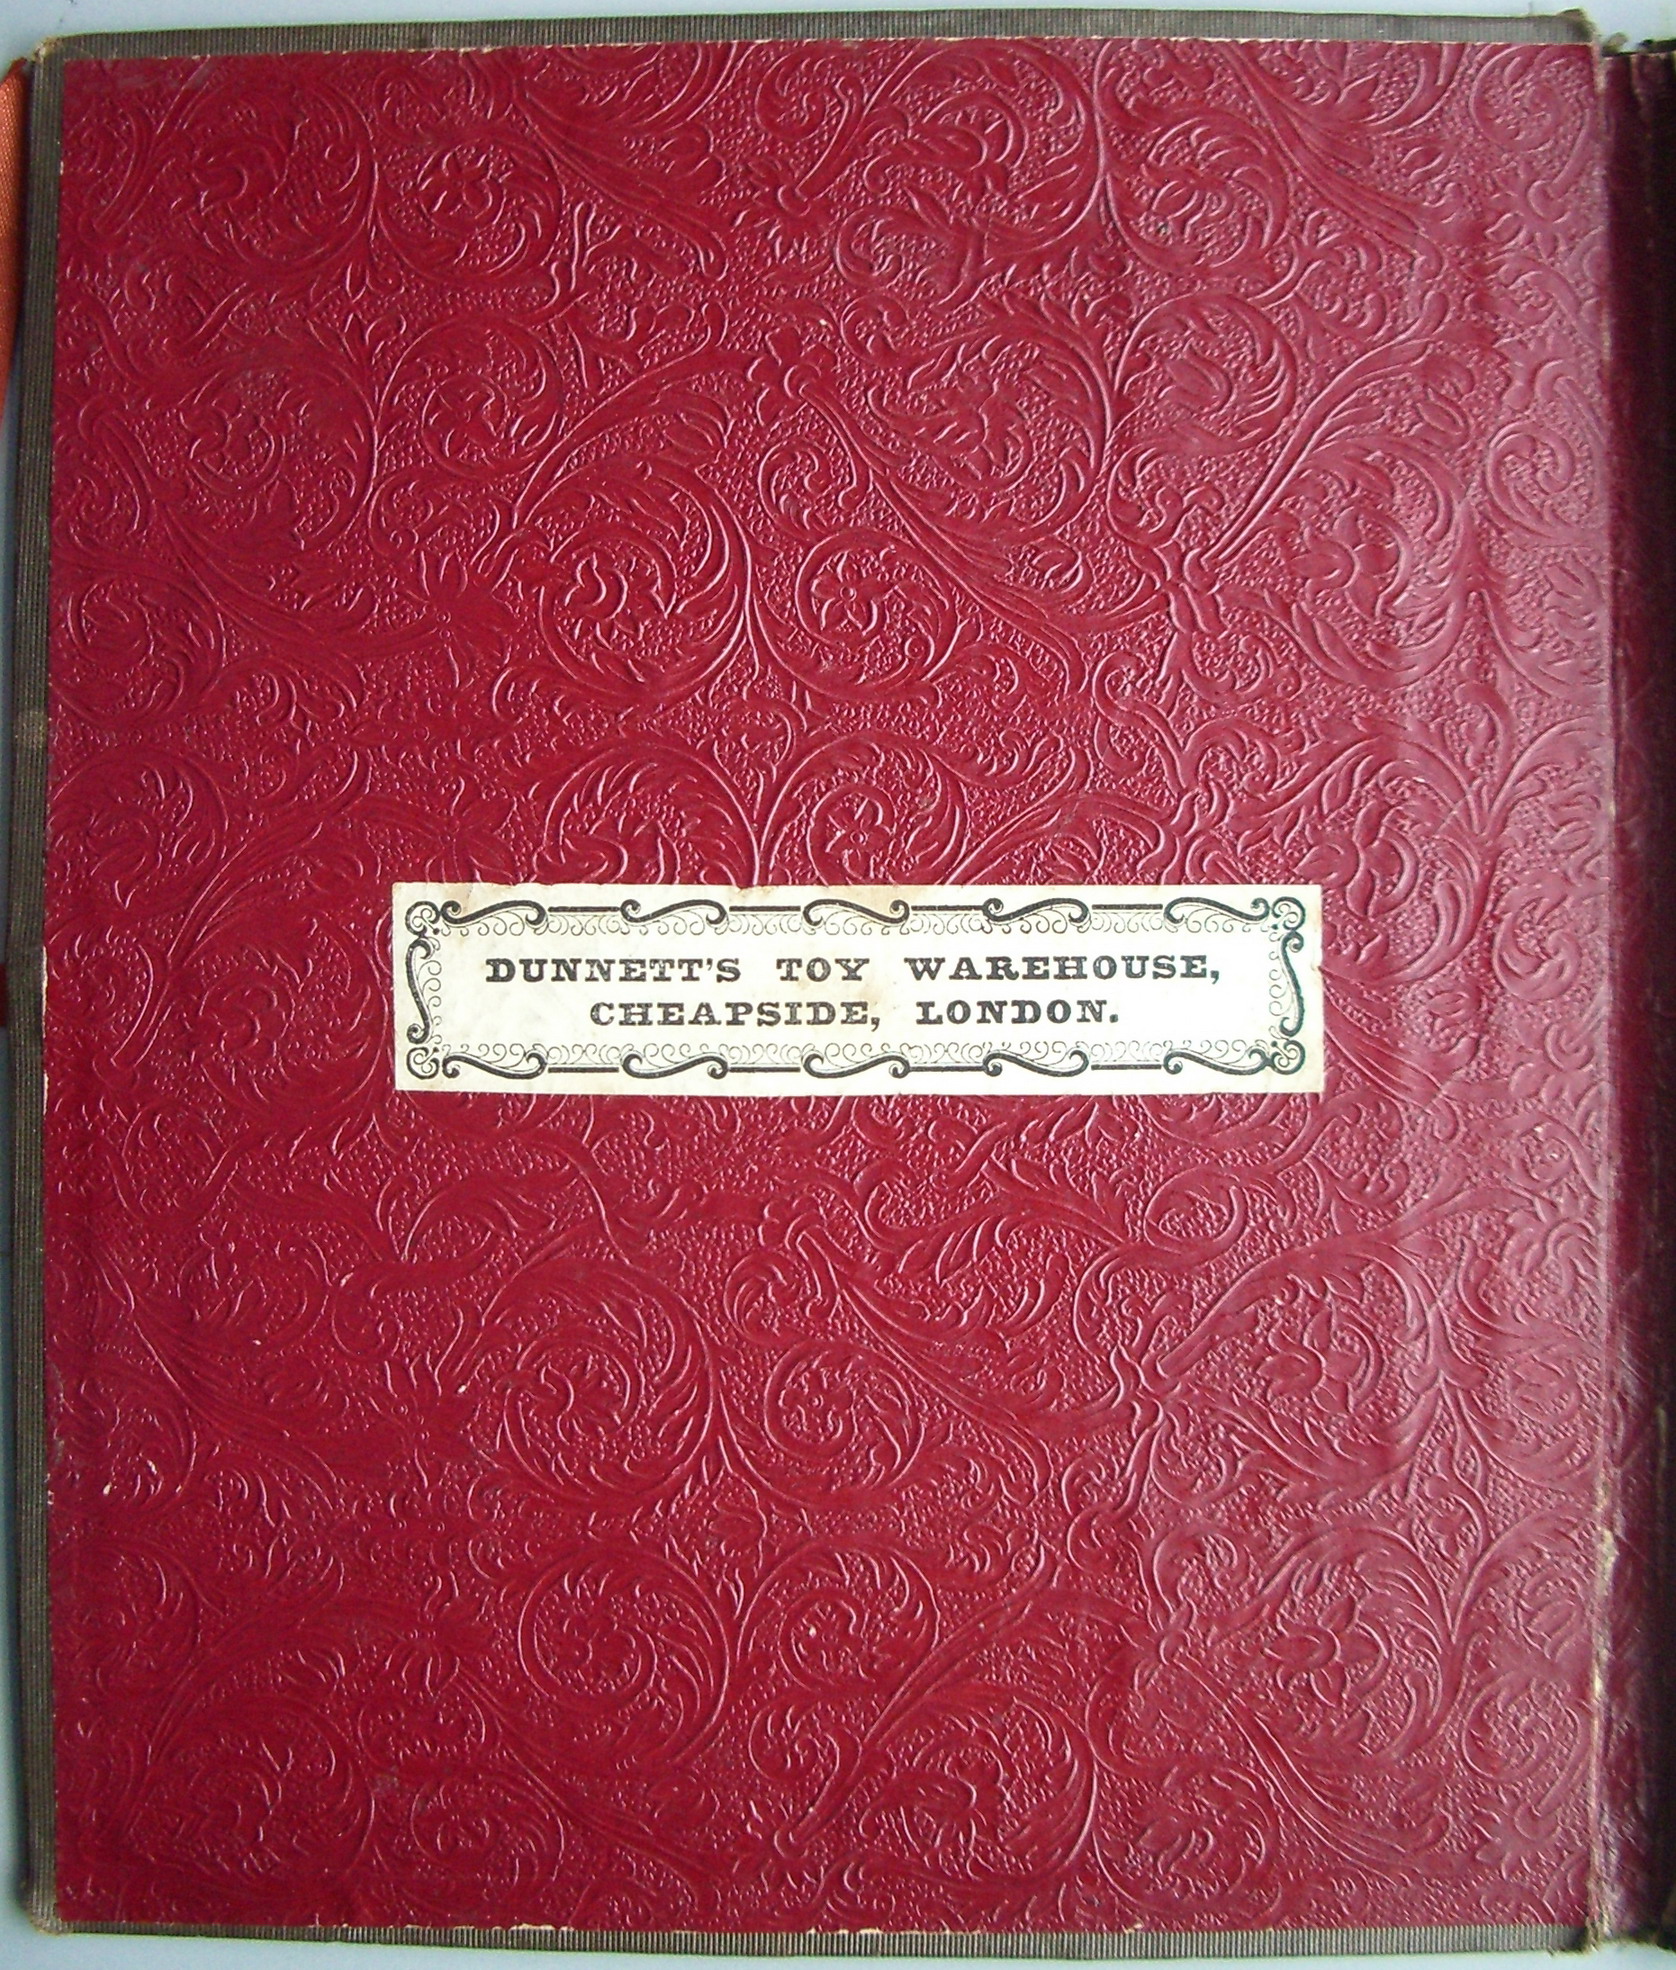 DUNNETT'S TOY WAREHOUSE,
CHEAPSIDE, LONDON.